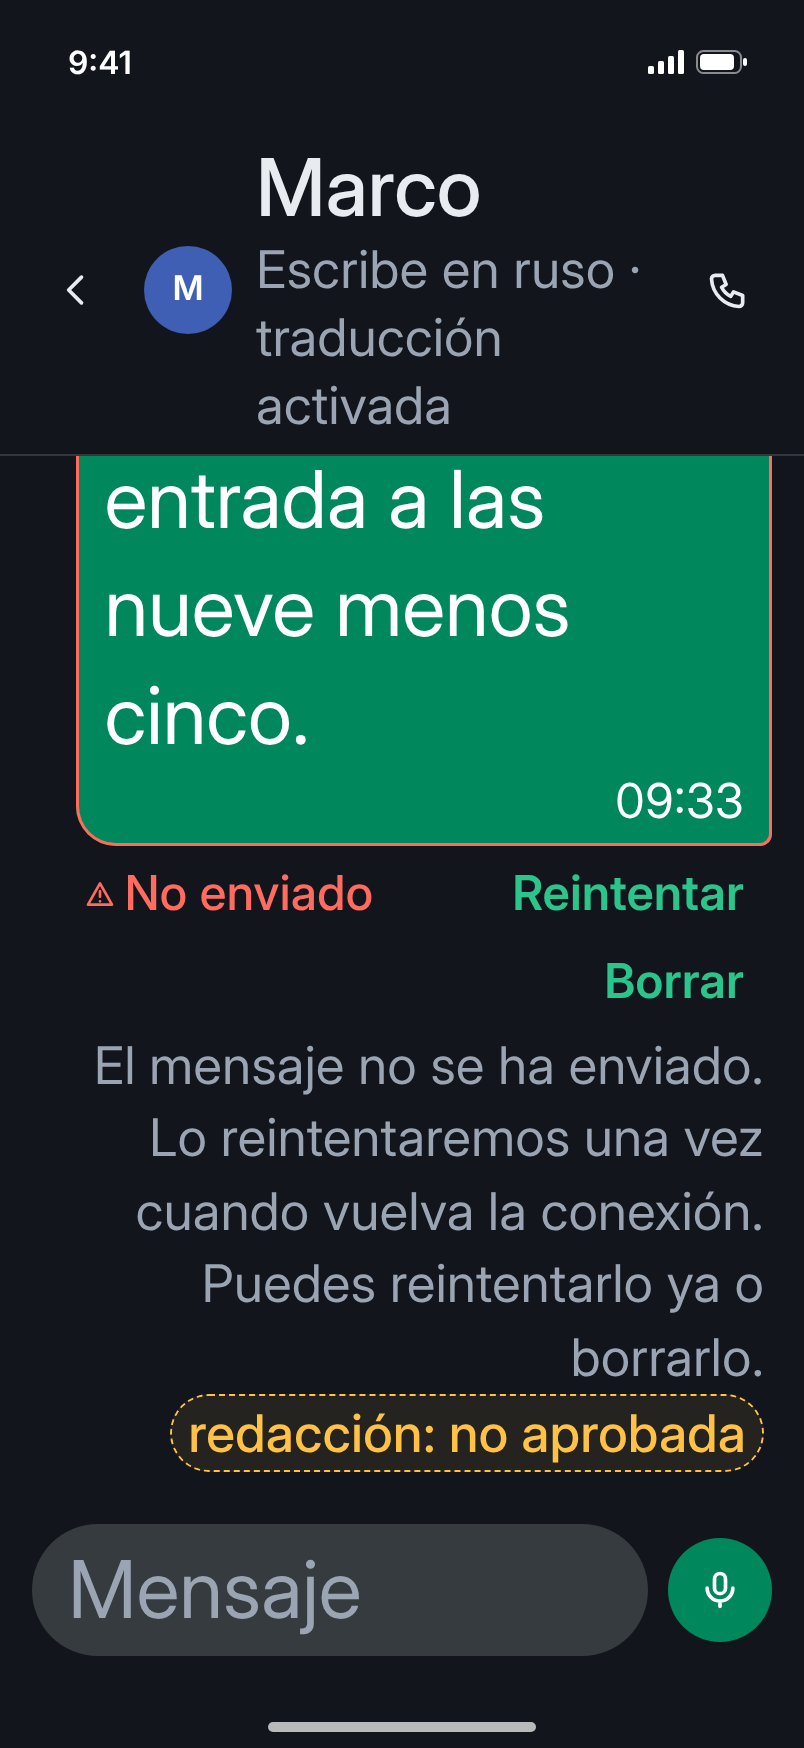 9:41
Marco
M
Escribe en ruso ·
traducción
activada
entrada a las
nueve menos
cinco.
09:33
No enviado
Reintentar
Borrar
El mensaje no se ha enviado.
Lo reintentaremos una vez
cuando vuelva la conexión.
Puedes reintentarlo ya o
borrarlo.
redacción: no aprobada
Mensaje